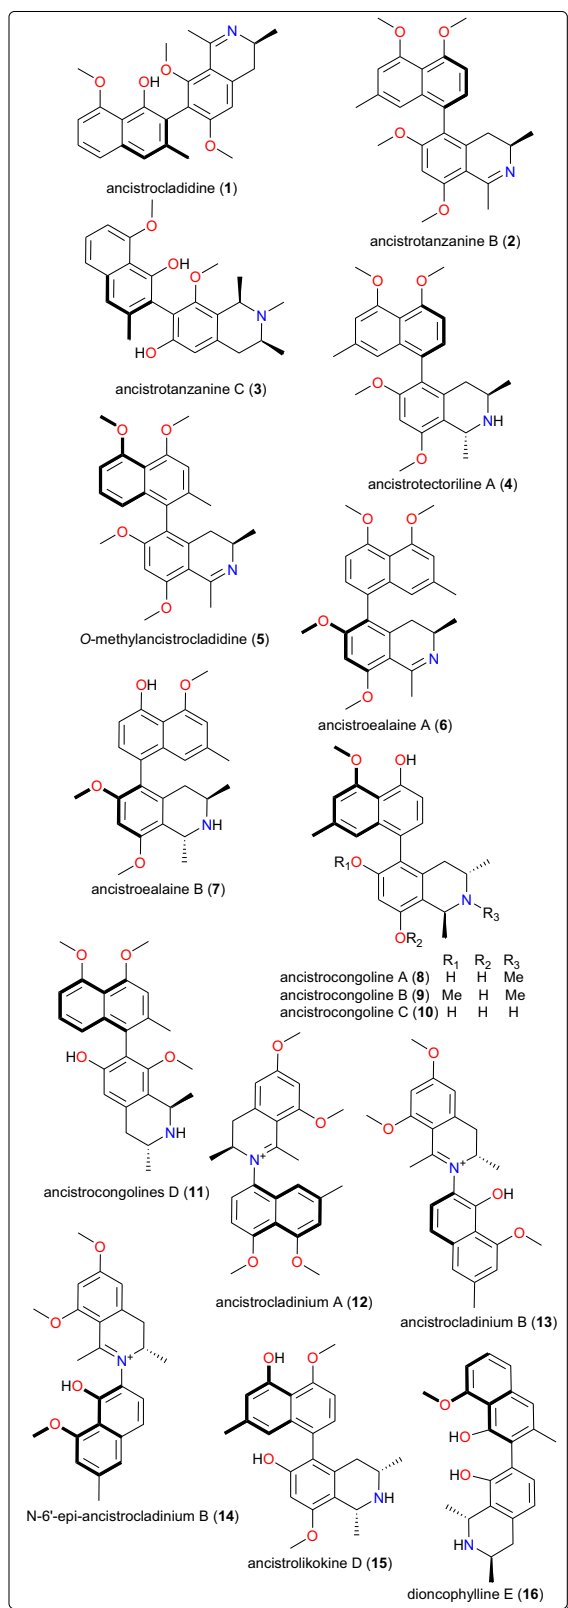 ancistrocladidine (1)
ancistrotanzanine B (2)
ancistrotanzanine C (3)
ancistrotectoriline A (4)
O-methylancistrocladidine (5)
ancistroealaine A (6)
ancistroealaine B (7)
R1 R2 R3
ancistrocongoline A (8) H H Me
ancistrocongoline B (9) Me H Me
ancistrocongoline C (10) H H H
ancistrocongolines D (11)
ancistrocladinium A (12)
ancistrocladinium B (13)
N-6'-epi-ancistrocladinium B (14)
ancistrolikokine D (15)
dioncophylline E (16)